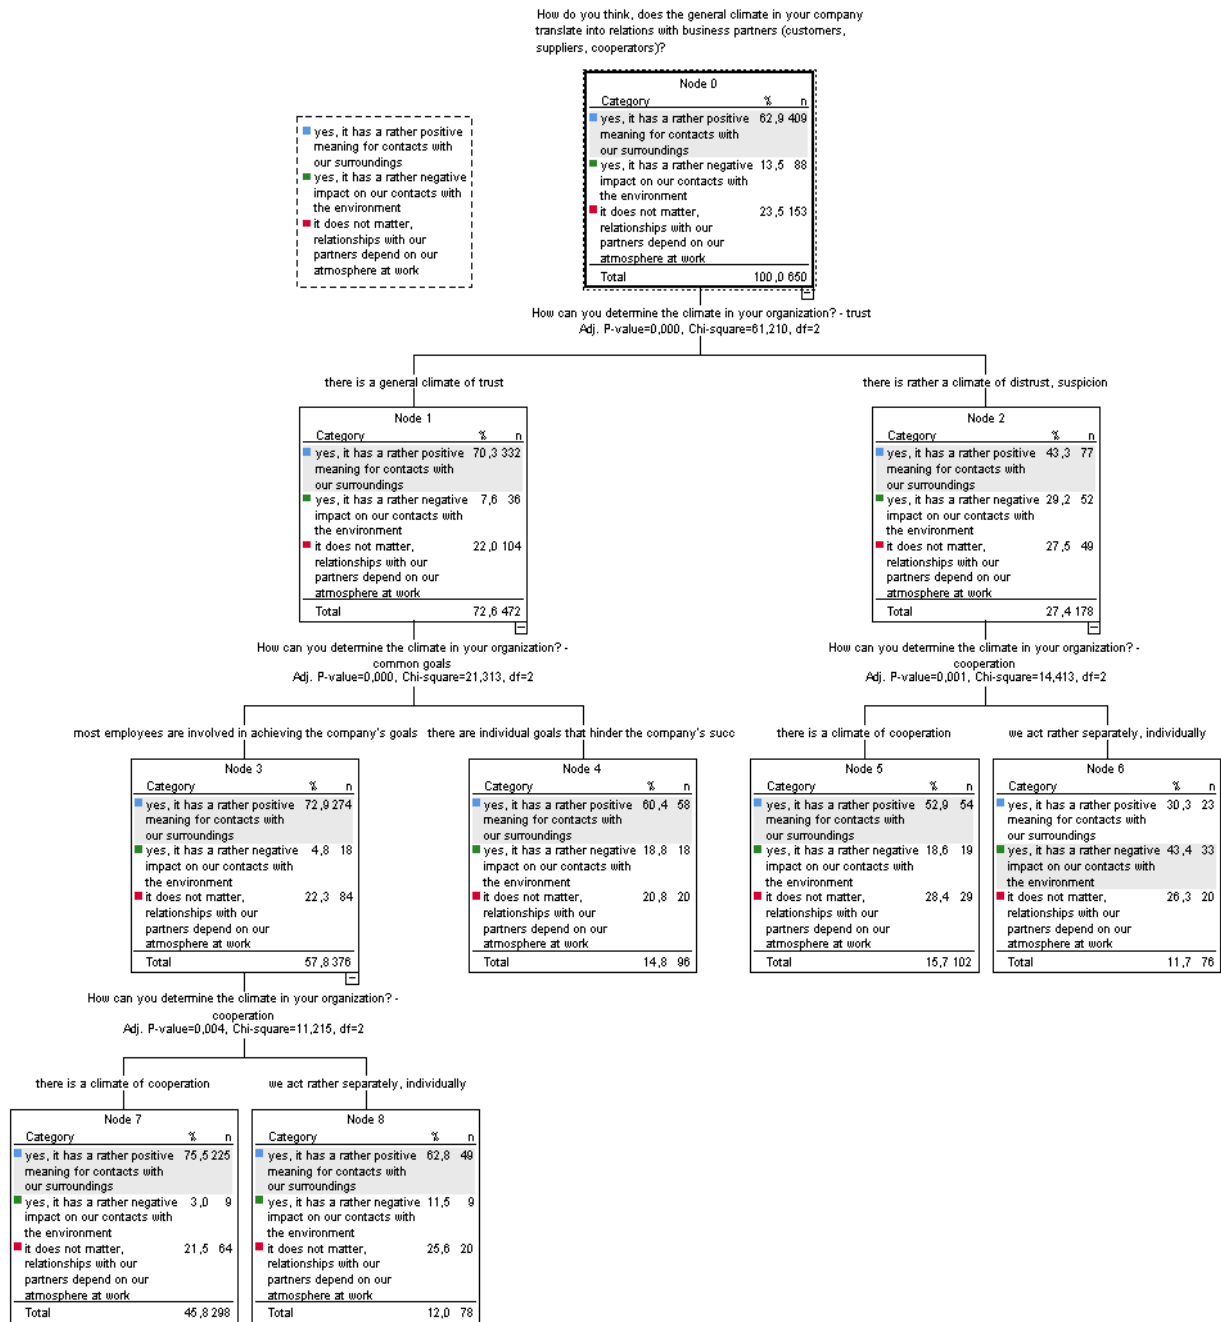 How do you think, does the general climate in your company
translate into relations with business partners (customers,
suppliers, cooperators)?
Node 0
Category % n
yes, it has a rather positive 62,9 409
meaning for contacts with
our surroundings
yes, it has a rather negative 13,5 88
impact on our contacts with
the environment
it does not matter, 23,5 153
relationships with our
partners depend on our
atmosphere at work
Total 100,0 650
yes, it has a rather positive
meaning for contacts with
our surroundings
yes, it has a rather negative
impact on our contacts with
the environment
it does not matter,
relationships with our
partners depend on our
atmosphere at work
How can you determine the climate in your organization? - trust
Adj. P-value=0,000, Chi-square=61,210, df=2
there is a general climate of trust
Node 1
Category % n
yes, it has a rather positive 70,3 332
meaning for contacts with
our surroundings
yes, it has a rather negative 7,6 36
impact on our contacts with
the environment
it does not matter, 22,0 104
relationships with our
partners depend on our
atmosphere at work
Total 72,6 472
there is rather a climate of distrust, suspicion
Node 2
Category % n
yes, it has a rather positive 43,3 77
meaning for contacts with
our surroundings
yes, it has a rather negative 29,2 52
impact on our contacts with
the environment
it does not matter, 27,5 49
relationships with our
partners depend on our
atmosphere at work
Total 27,4 178
How can you determine the climate in your organization? -
common goals
Adj. P-value=0,000, Chi-square=21,313, df=2
How can you determine the climate in your organization? -
cooperation
Adj. P-value=0,001, Chi-square=14,413, df=2
most employees are involved in achieving the company's goals
Node 3
Category % n
yes, it has a rather positive 72,9 274
meaning for contacts with
our surroundings
yes, it has a rather negative 4,8 18
impact on our contacts with
the environment
it does not matter, 22,3 84
relationships with our
partners depend on our
atmosphere at work
Total 57,8 376
there are individual goals that hinder the company's succ
Node 4
Category % n
yes, it has a rather positive 60,4 58
meaning for contacts with
our surroundings
yes, it has a rather negative 18,8 18
impact on our contacts with
the environment
it does not matter, 20,8 20
relationships with our
partners depend on our
atmosphere at work
Total 14,8 96
there is a climate of cooperation
Node 5
Category % n
yes, it has a rather positive 52,9 54
meaning for contacts with
our surroundings
yes, it has a rather negative 18,6 19
impact on our contacts with
the environment
it does not matter, 28,4 29
relationships with our
partners depend on our
atmosphere at work
Total 15,7 102
we act rather separately, individually
Node 6
Category % n
yes, it has a rather positive 30,3 23
meaning for contacts with
our surroundings
yes, it has a rather negative 43,4 33
impact on our contacts with
the environment
it does not matter, 26,3 20
relationships with our
partners depend on our
atmosphere at work
Total 11,7 76
How can you determine the climate in your organization? -
cooperation
Adj. P-value=0,004, Chi-square=11,215, df=2
there is a climate of cooperation
Node 7
Category % n
yes, it has a rather positive 75,5 225
meaning for contacts with
our surroundings
yes, it has a rather negative 3,0 9
impact on our contacts with
the environment
it does not matter, 21,5 64
relationships with our
partners depend on our
atmosphere at work
Total 45,8 298
we act rather separately, individually
Node 8
Category % n
yes, it has a rather positive 62,8 49
meaning for contacts with
our surroundings
yes, it has a rather negative 11,5 9
impact on our contacts with
the environment
it does not matter, 25,6 20
relationships with our
partners depend on our
atmosphere at work
Total 12,0 78